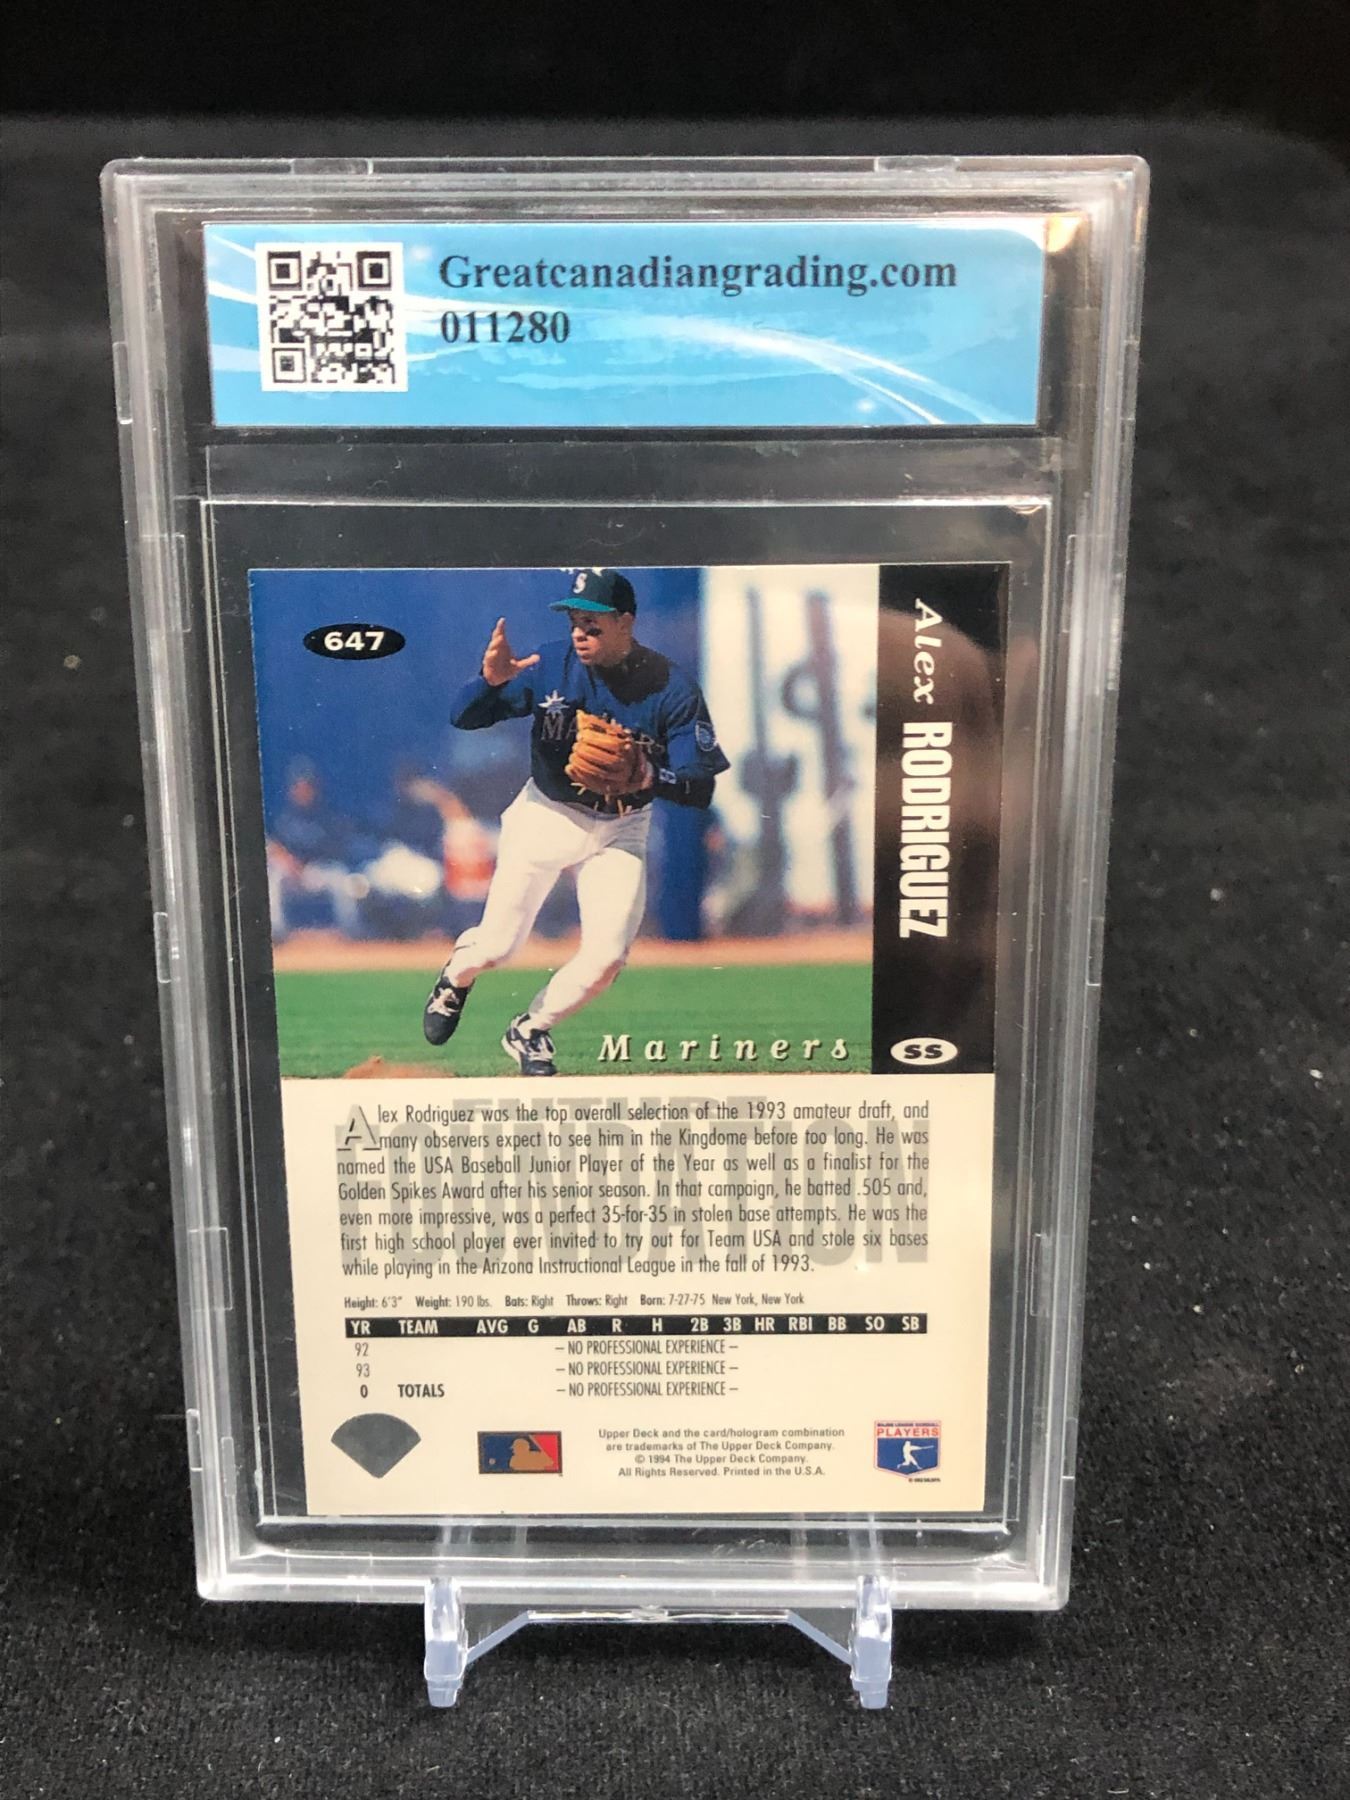 Greatcanadiangrading.com
011280
647
S
MA
Alex RODRIGUEZ
SS
Mariners
FUTURE
FOUNDATION
Alex Rodriguez was the top overall selection of the 1993 amateur draft, and
many observers expect to see him in the Kingdome before too long. He was
named the USA Baseball Junior Player of the Year as well as a finalist for the
Golden Spikes Award after his senior season. In that campaign, he batted .505 and,
even more impressive, was a perfect 35-for-35 in stolen base attempts. He was the
first high school player ever invited to try out for Team USA and stole six bases
while playing in the Arizona Instructional League in the fall of 1993.
Height: 6'3" Weight: 190 lbs. Bats: Right Throws: Right Born: 7-27-75 New York, New York
YR TEAM AVG G AB R H 2B 3B HR RBI BB SO SB
92 – NO PROFESSIONAL EXPERIENCE –
93 – NO PROFESSIONAL EXPERIENCE –
0 TOTALS – NO PROFESSIONAL EXPERIENCE –
Upper Deck and the card/hologram combination
are trademarks of The Upper Deck Company.
© 1994 The Upper Deck Company.
All Rights Reserved. Printed in the U.S.A.
MAJOR LEAGUE BASEBALL
PLAYERS